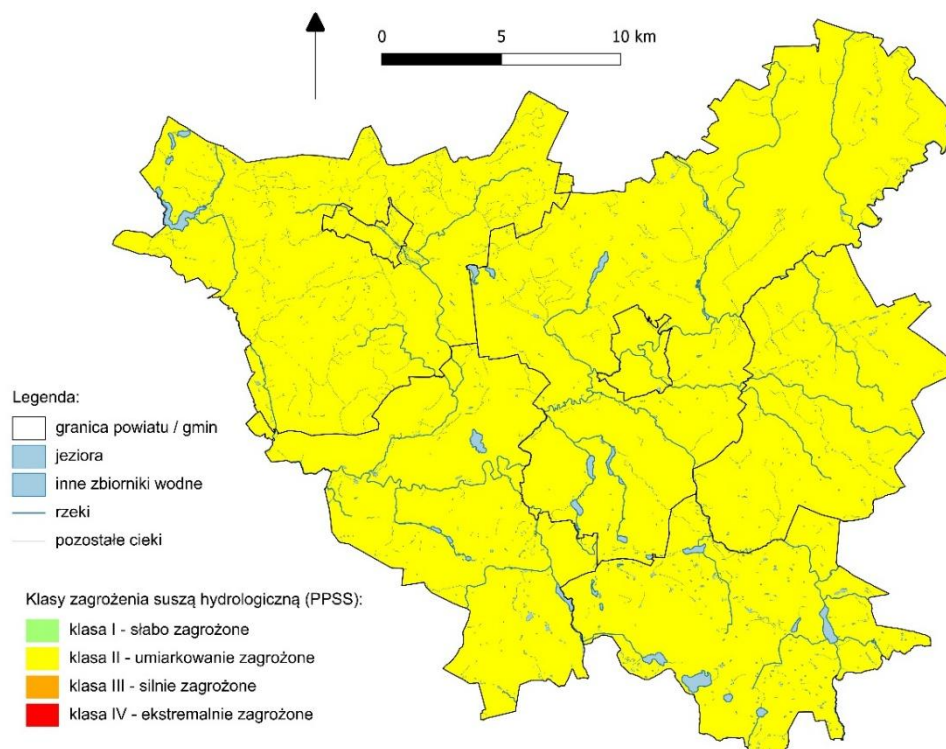 0 5 10 km
Legenda:
granica powiatu / gmin
jeziora
inne zbiorniki wodne
rzeki
pozostałe cieki
Klasy zagrożenia suszą hydrologiczną (PPSS):
klasa I - słabo zagrożone
klasa II - umiarkowanie zagrożone
klasa III - silnie zagrożone
klasa IV - ekstremalnie zagrożone